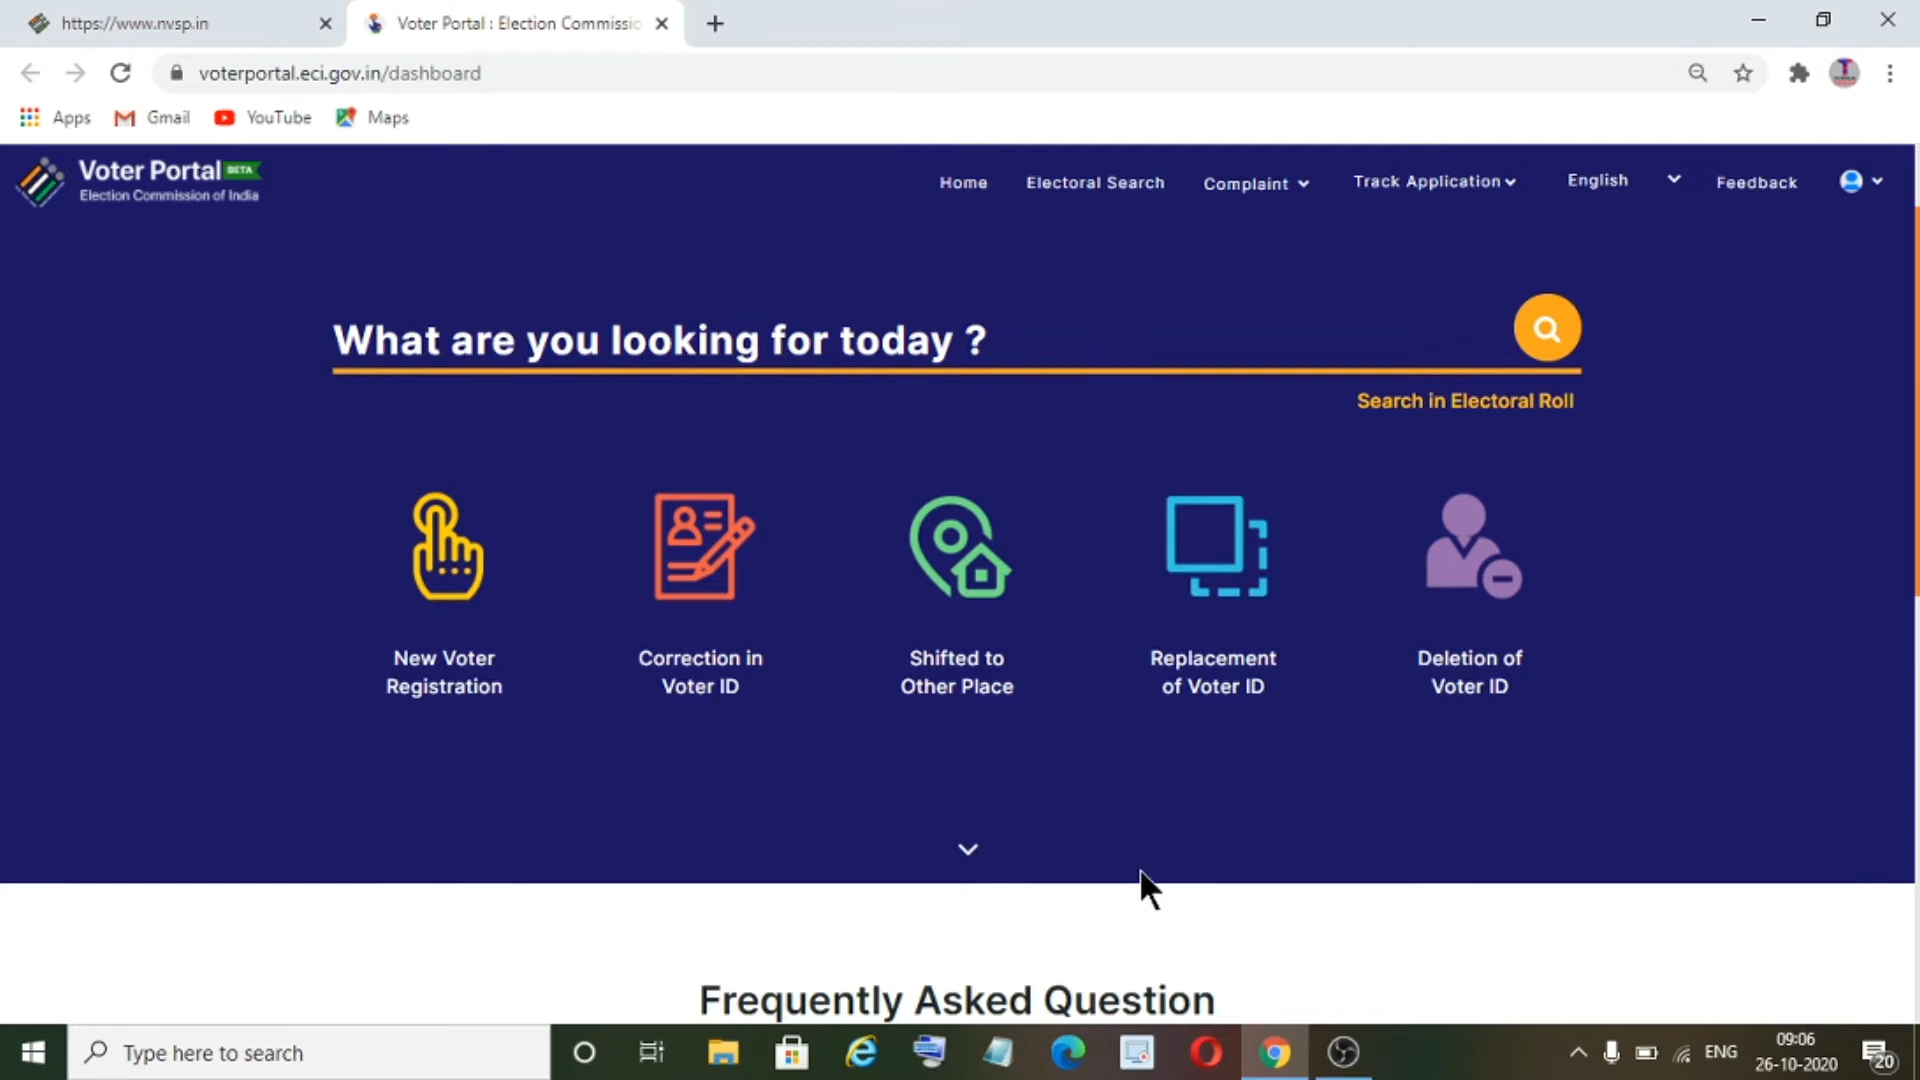 https://www.nvsp.in
Voter Portal : Election Commissio
voterportal.eci.gov.in/dashboard
Apps Gmail YouTube Maps
Voter Portal BETA
Election Commission of India
Home Electoral Search Complaint Track Application English Feedback
What are you looking for today ?
Search in Electoral Roll
New Voter
Registration
Correction in
Voter ID
Shifted to
Other Place
Replacement
of Voter ID
Deletion of
Voter ID
Frequently Asked Question
Type here to search
ENG
09:06
26-10-2020
20